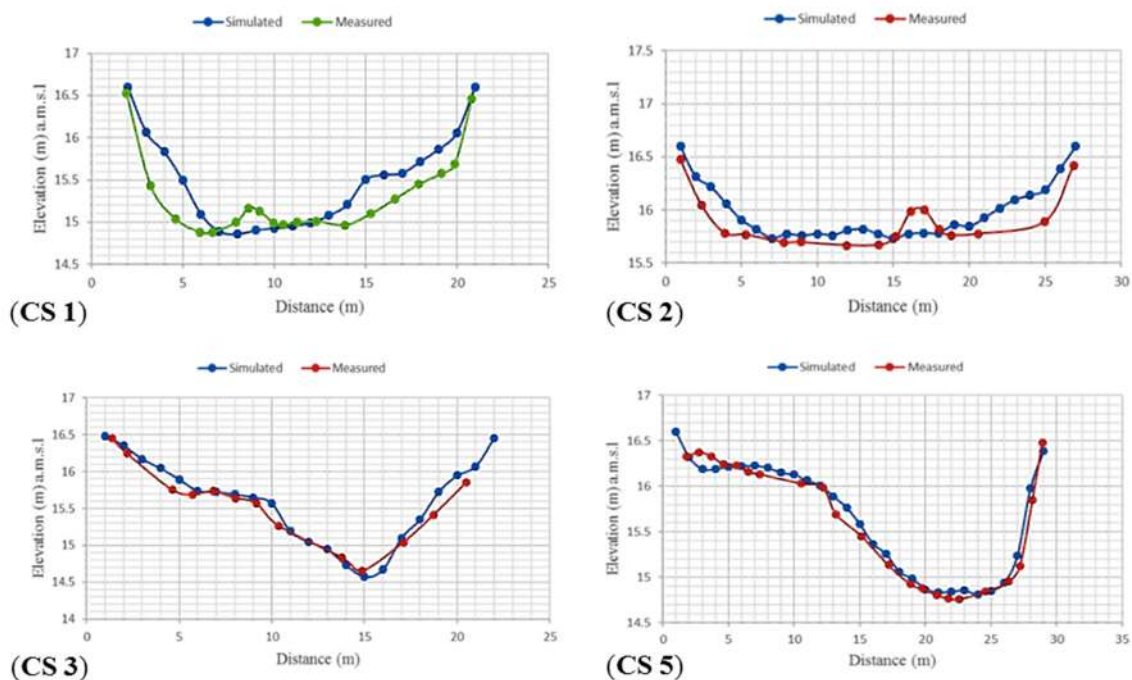 Simulated Measured
17
16.5
16
15.5
15
14.5
0 5 10 15 20 25
Elevation (m) a.m.s.l
Distance (m)
(CS 1)
Simulated Measured
17.5
17
16.5
16
15.5
0 5 10 15 20 25 30
Elevation (m) a.m.s.l
Distance (m)
(CS 2)
Simulated Measured
17
16.5
16
15.5
15
14.5
14
0 5 10 15 20 25
Elevation (m) a.m.s.l
Distance (m)
(CS 3)
Simulated Measured
17
16.5
16
15.5
15
14.5
0 5 10 15 20 25 30 35
Elevation (m) a.m.s.l
Distance (m)
(CS 5)